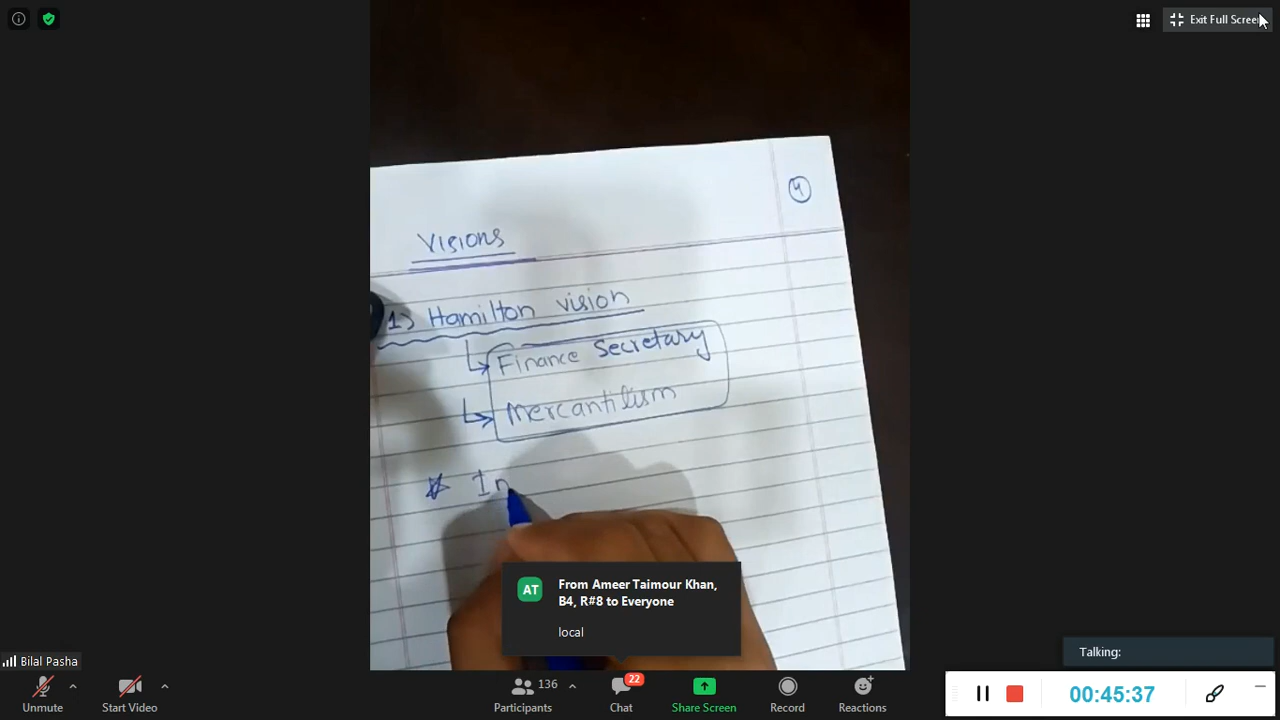 Exit Full Screen
4
Visions
1) Hamilton vision
Finance Secretary
Mercantilism
In
AT
From Ameer Taimour Khan,
B4, R#8 to Everyone
local
Talking:
Bilal Pasha
136
22
Unmute
Start Video
Participants
Chat
Share Screen
Record
Reactions
00:45:37